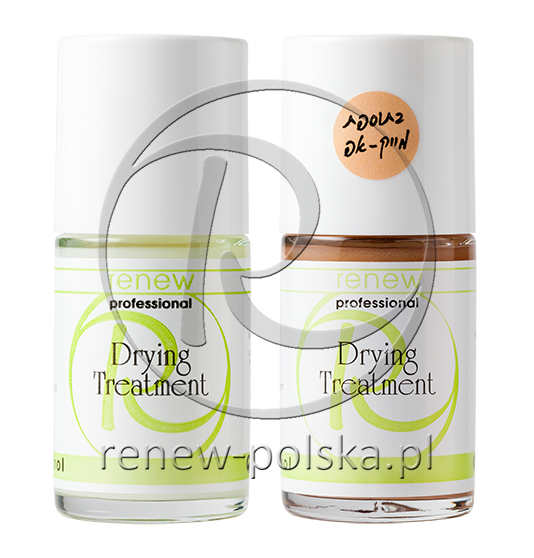 בתוספת
מייק-אפ
renew
professional
Drying
Treatment
renew
professional
Drying
Treatment
renew-polska.pl